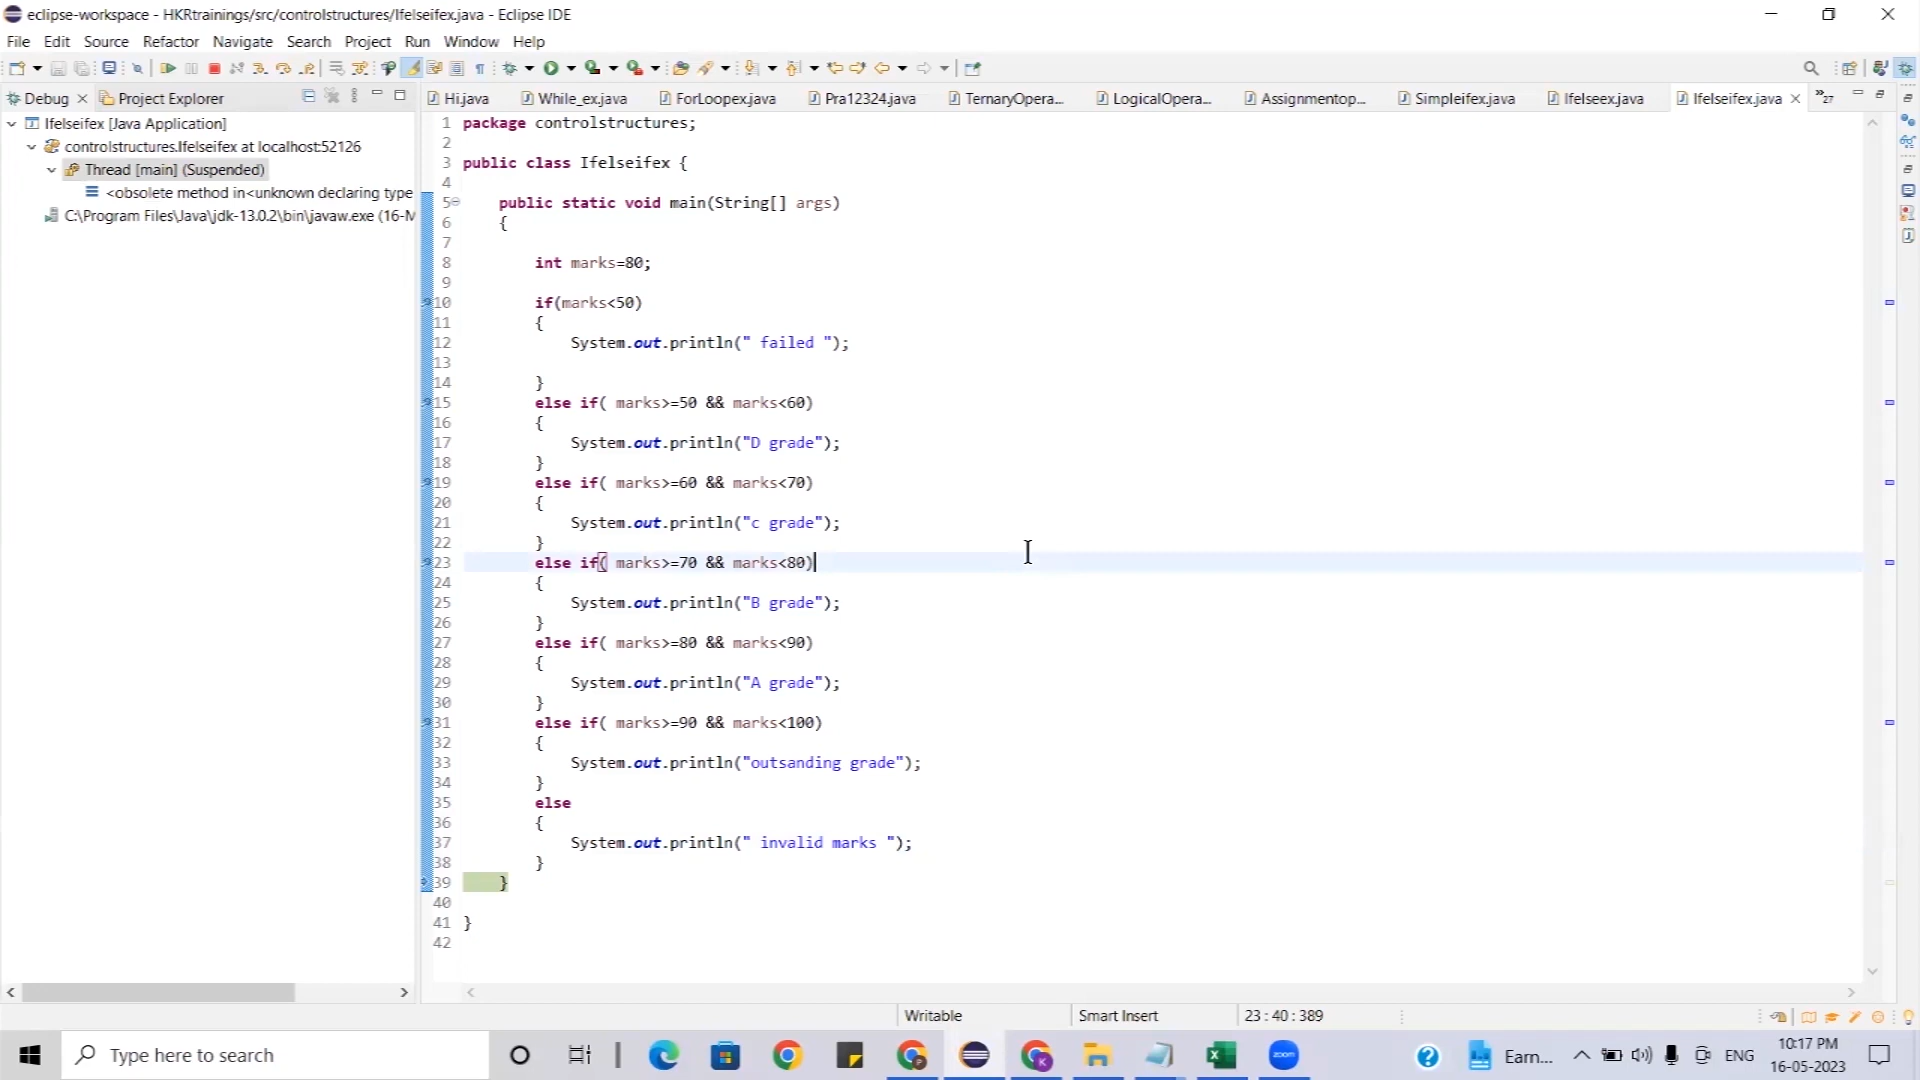 eclipse-workspace - HKRtrainings/src/controlstructures/Ifelseifex.java - Eclipse IDE
File Edit Source Refactor Navigate Search Project Run Window Help
Debug Project Explorer
Hi.java While_ex.java ForLoopex.java Pra12324.java TernaryOpera... LogicalOpera... Assignmentop... Simpleifex.java Ifelseex.java Ifelseifex.java 27
Ifelseifex [Java Application]
controlstructures.Ifelseifex at localhost:52126
Thread [main] (Suspended)
<obsolete method in<unknown declaring type
C:\Program Files\Java\jdk-13.0.2\bin\javaw.exe (16-M
1 package controlstructures;
2
3 public class Ifelseifex {
4
5 public static void main(String[] args)
6 {
7
8 int marks=80;
9
10 if(marks<50)
11 {
12 System.out.println(" failed ");
13
14 }
15 else if( marks>=50 && marks<60)
16 {
17 System.out.println("D grade");
18 }
19 else if( marks>=60 && marks<70)
20 {
21 System.out.println("c grade");
22 }
23 else if( marks>=70 && marks<80)
24 {
25 System.out.println("B grade");
26 }
27 else if( marks>=80 && marks<90)
28 {
29 System.out.println("A grade");
30 }
31 else if( marks>=90 && marks<100)
32 {
33 System.out.println("outsanding grade");
34 }
35 else
36 {
37 System.out.println(" invalid marks ");
38 }
39 }
40
41 }
42
Writable Smart Insert 23 : 40 : 389
Type here to search
zoom
Earn... ENG
10:17 PM
16-05-2023